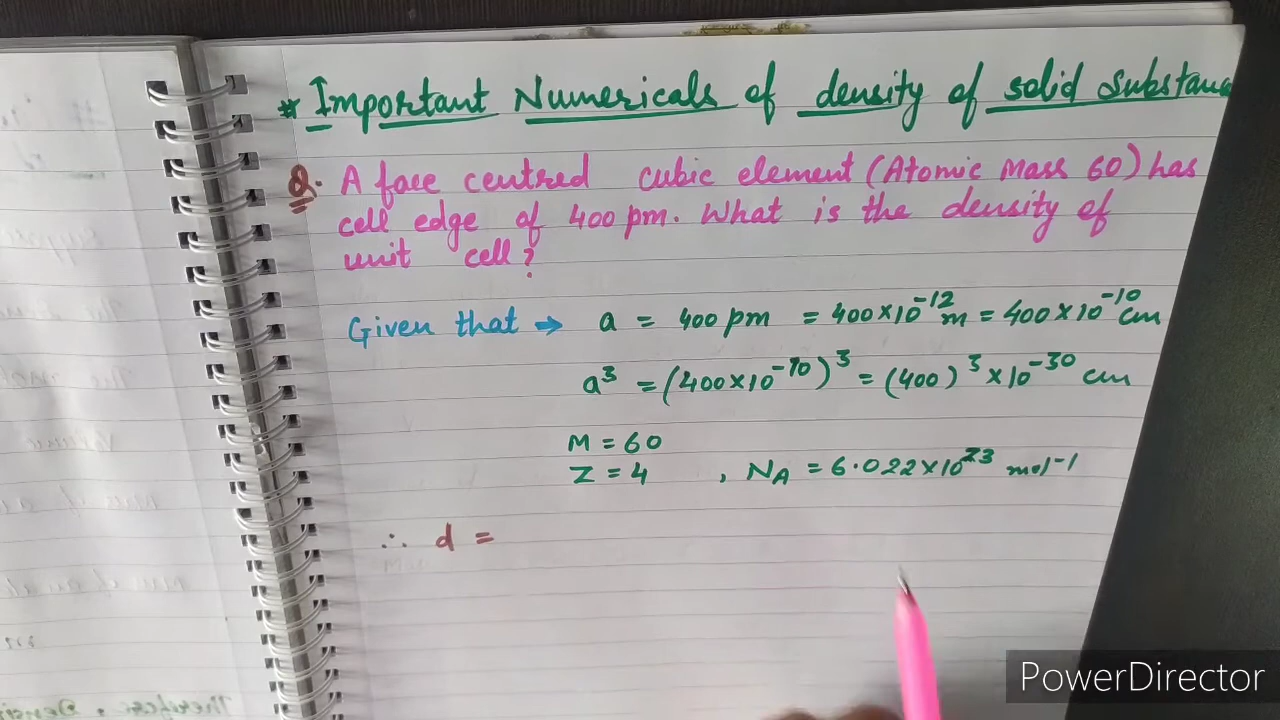 * Important Numericals of density of solid Substanc
Q. A face centred cubic element (Atomic Mass 60) has
cell edge of 400 pm. What is the density of
unit cell?
Given that → a = 400 pm = 400×10⁻¹² m = 400×10⁻¹⁰ cm
a³ = (400×10⁻¹⁰)³ = (400)³ ×10⁻³⁰ cm
M = 60
Z = 4 , N_A = 6.022×10²³ mol⁻¹
∴ d =
PowerDirector